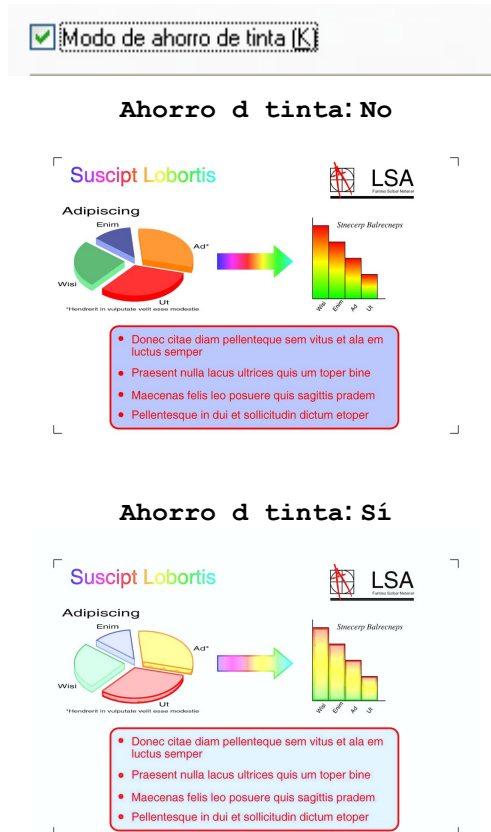 Modo de ahorro de tinta (K)
Ahorro d tinta: No
Suscipt Lobortis
LSA
Adipiscing
Enim
Ad*
Wisi
Ut
*Hendrerit in vulputate velit esse modestie
Stnecerp Balrecneps
Wisi
Enim
Ad
Ut
• Donec citae diam pellenteque sem vitus et ala em
luctus semper
• Praesent nulla lacus ultrices quis um toper bine
• Maecenas felis leo posuere quis sagittis pradem
• Pellentesque in dui et sollicitudin dictum etoper
Ahorro d tinta: Sí
Suscipt Lobortis
LSA
Adipiscing
Enim
Ad*
Wisi
Ut
*Hendrerit in vulputate velit esse modestie
Stnecerp Balrecneps
Wisi
Enim
Ad
Ut
• Donec citae diam pellenteque sem vitus et ala em
luctus semper
• Praesent nulla lacus ultrices quis um toper bine
• Maecenas felis leo posuere quis sagittis pradem
• Pellentesque in dui et sollicitudin dictum etoper